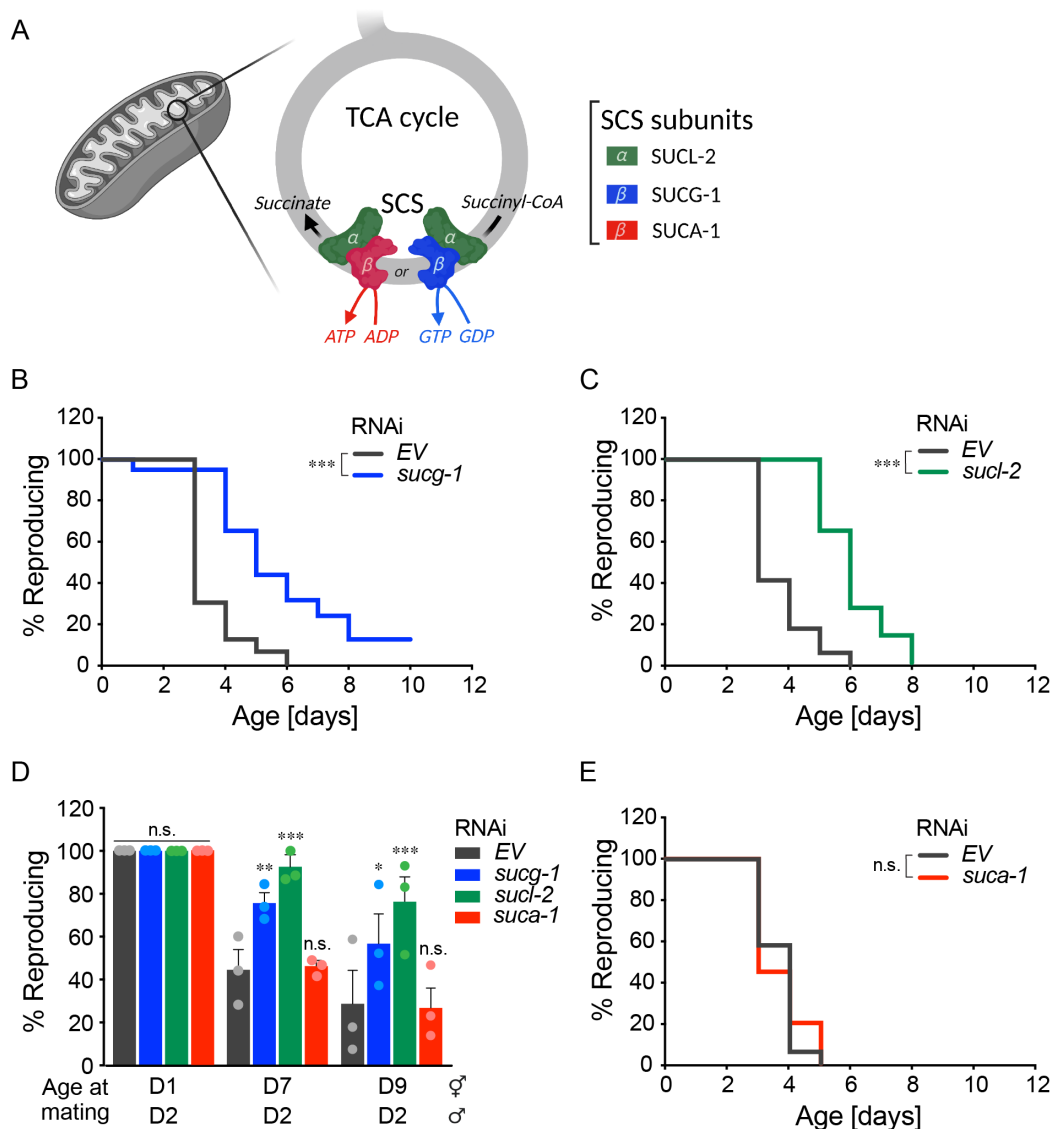 A
TCA cycle
SCS subunits
α SUCL-2
β SUCG-1
β SUCA-1
Succinate
SCS
Succinyl-CoA
α
α
β
or
β
ATP ADP
GTP GDP
B
120
100
80
60
40
20
0
% Reproducing
RNAi
EV
sucg-1
***
0 2 4 6 8 10 12
Age [days]
C
120
100
80
60
40
20
0
% Reproducing
RNAi
EV
sucl-2
***
0 2 4 6 8 10 12
Age [days]
D
120
100
80
60
40
20
0
% Reproducing
n.s.
** *** n.s.
* *** n.s.
RNAi
EV
sucg-1
sucl-2
suca-1
Age at mating
D1 D7 D9 ⚥
D2 D2 D2 ♂
E
120
100
80
60
40
20
0
% Reproducing
RNAi
EV
suca-1
n.s.
0 2 4 6 8 10 12
Age [days]